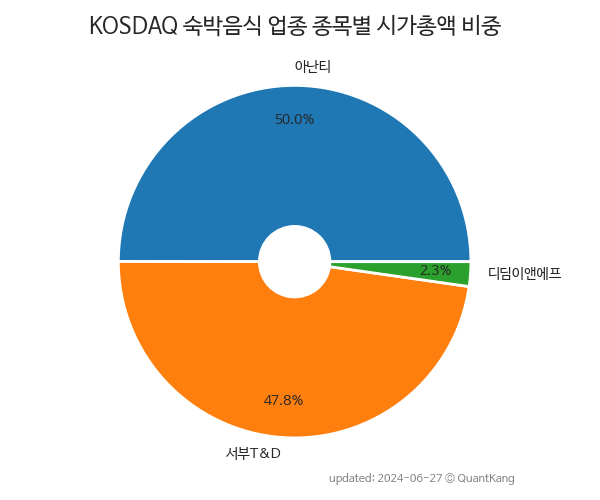 KOSDAQ 숙박음식 업종 종목별 시가총액 비중
아난티
50.0%
2.3%
디딤이앤에프
47.8%
서부T&D
updated: 2024-06-27 © QuantKang